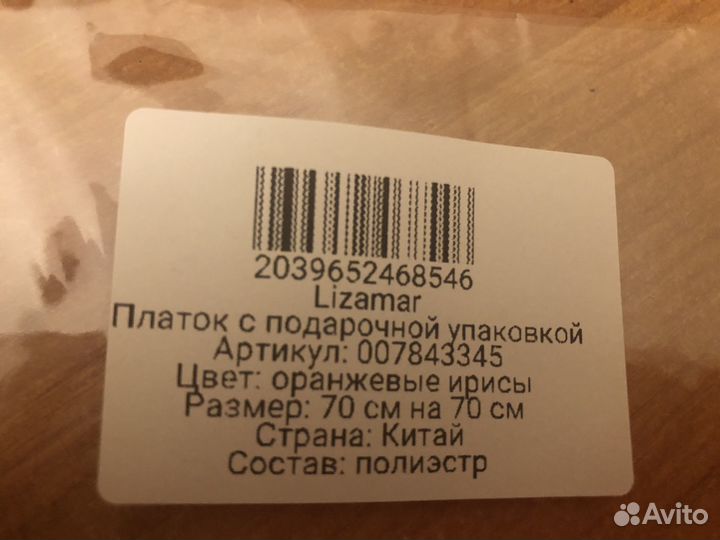 2039652468546
Lizamar
Платок с подарочной упаковкой
Артикул: 007843345
Цвет: оранжевые ирисы
Размер: 70 см на 70 см
Страна: Китай
Состав: полиэстр
Avito